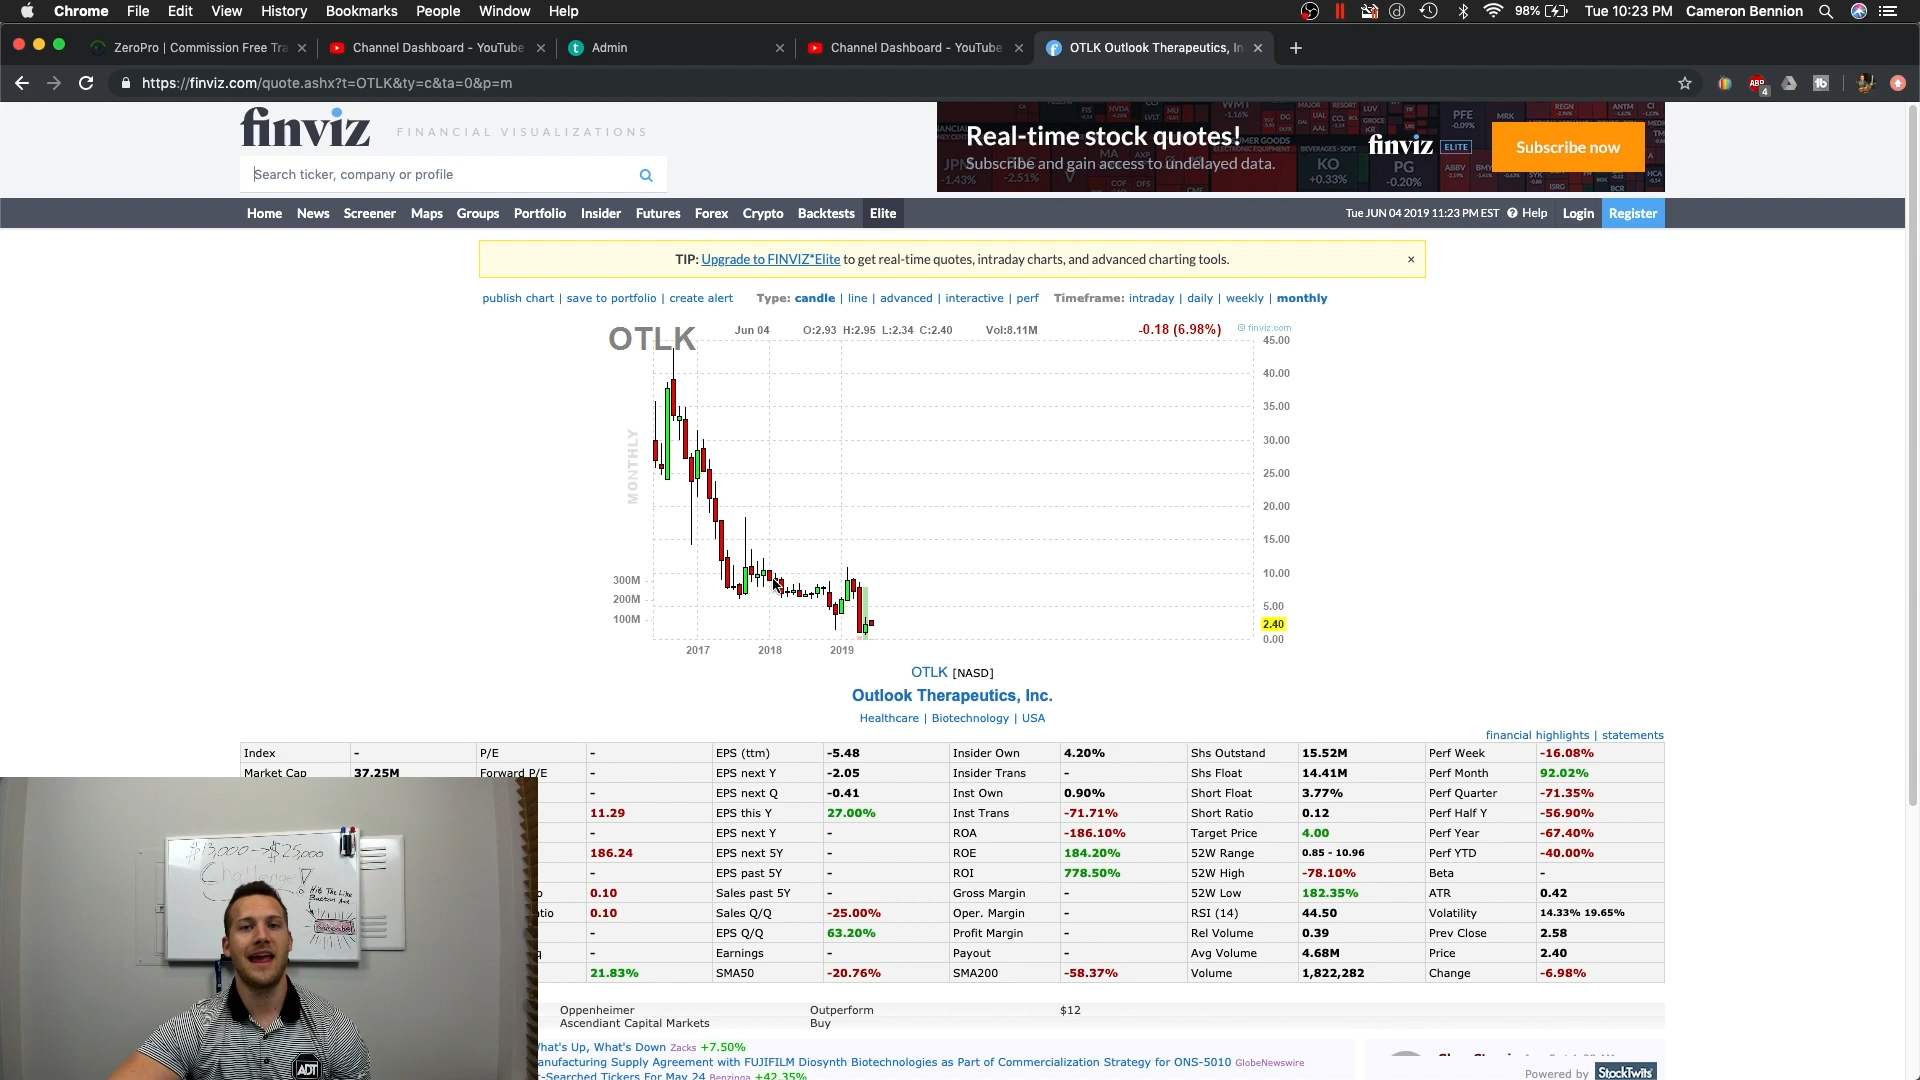 Chrome File Edit View History Bookmarks People Window Help 98% Tue 10:23 PM Cameron Bennion
ZeroPro | Commission Free Tra Channel Dashboard - YouTube Admin Channel Dashboard - YouTube OTLK Outlook Therapeutics, In
https://finviz.com/quote.ashx?t=OTLK&ty=c&ta=0&p=m
finviz FINANCIAL VISUALIZATIONS
Search ticker, company or profile
Real-time stock quotes!
Subscribe and gain access to undelayed data.
finviz ELITE
Subscribe now
Home News Screener Maps Groups Portfolio Insider Futures Forex Crypto Backtests Elite Tue JUN 04 2019 11:23 PM EST Help Login Register
TIP: Upgrade to FINVIZ*Elite to get real-time quotes, intraday charts, and advanced charting tools. ×
publish chart | save to portfolio | create alert Type: candle | line | advanced | interactive | perf Timeframe: intraday | daily | weekly | monthly
OTLK Jun 04 O:2.93 H:2.95 L:2.34 C:2.40 Vol:8.11M -0.18 (6.98%) © finviz.com
45.00
40.00
35.00
30.00
25.00
20.00
15.00
10.00
5.00
2.40
0.00
MONTHLY
300M
200M
100M
2017 2018 2019
OTLK [NASD]
Outlook Therapeutics, Inc.
Healthcare | Biotechnology | USA
financial highlights | statements
Index - P/E - EPS (ttm) -5.48 Insider Own 4.20% Shs Outstand 15.52M Perf Week -16.08%
Market Cap 37.25M Forward P/E - EPS next Y -2.05 Insider Trans - Shs Float 14.41M Perf Month 92.02%
- EPS next Q -0.41 Inst Own 0.90% Short Float 3.77% Perf Quarter -71.35%
11.29 EPS this Y 27.00% Inst Trans -71.71% Short Ratio 0.12 Perf Half Y -56.90%
- EPS next Y - ROA -186.10% Target Price 4.00 Perf Year -67.40%
186.24 EPS next 5Y - ROE 184.20% 52W Range 0.85 - 10.96 Perf YTD -40.00%
- EPS past 5Y - ROI 778.50% 52W High -78.10% Beta -
0.10 Sales past 5Y - Gross Margin - 52W Low 182.35% ATR 0.42
0.10 Sales Q/Q -25.00% Oper. Margin - RSI (14) 44.50 Volatility 14.33% 19.65%
- EPS Q/Q 63.20% Profit Margin - Rel Volume 0.39 Prev Close 2.58
- Earnings - Payout - Avg Volume 4.68M Price 2.40
21.83% SMA50 -20.76% SMA200 -58.37% Volume 1,822,282 Change -6.98%
Oppenheimer Outperform $12
Ascendiant Capital Markets Buy
What's Up, What's Down Zacks +7.50%
anufacturing Supply Agreement with FUJIFILM Diosynth Biotechnologies as Part of Commercialization Strategy for ONS-5010 GlobeNewswire
-Searched Tickers For May 24 Benzinga +42.35%
Powered by StockTwits
$13,000 -> $25,000
Challenge
Hit The Like
Button And
ADT